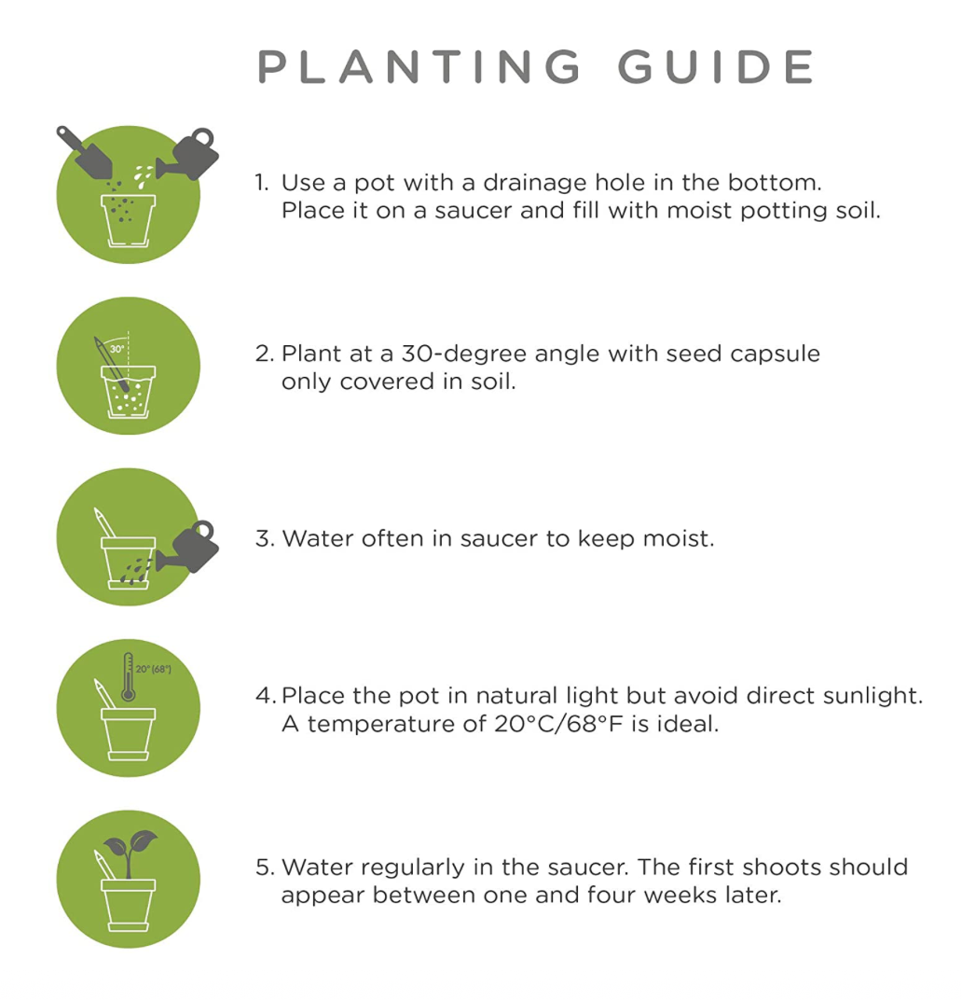 PLANTING GUIDE
1. Use a pot with a drainage hole in the bottom.
Place it on a saucer and fill with moist potting soil.
30°
2. Plant at a 30-degree angle with seed capsule
only covered in soil.
3. Water often in saucer to keep moist.
20° (68°)
4. Place the pot in natural light but avoid direct sunlight.
A temperature of 20°C/68°F is ideal.
5. Water regularly in the saucer. The first shoots should
appear between one and four weeks later.